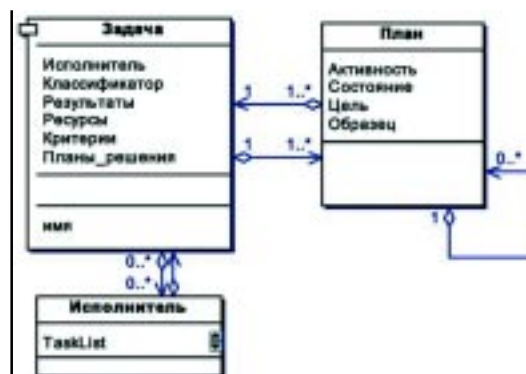 Задача
Исполнитель
Классификатор
Результаты
Ресурсы
Критерии
Планы_решения
имя
План
Активность
Состояние
Цель
Образец
1
1..*
1
1..*
0..*
1
0..*
0..*
Исполнитель
TaskList